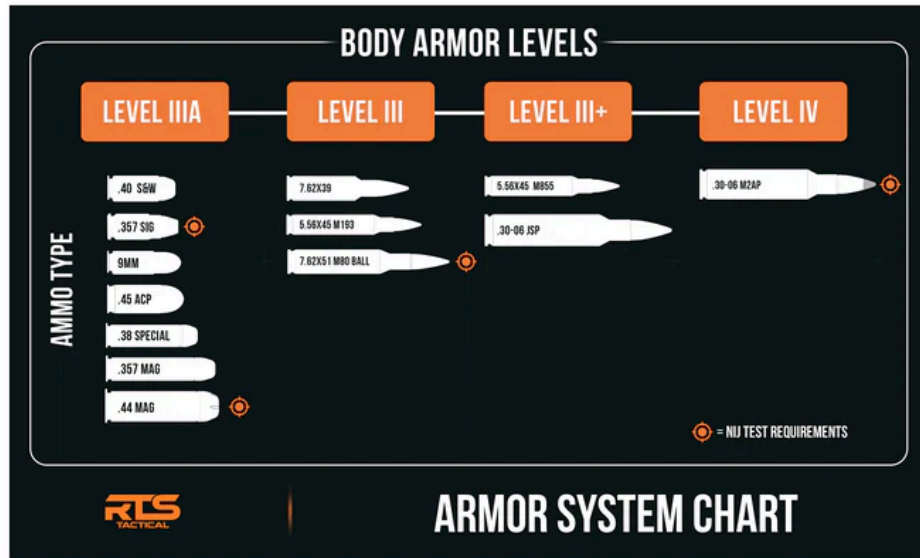 BODY ARMOR LEVELS
LEVEL IIIA
LEVEL III
LEVEL III+
LEVEL IV
AMMO TYPE
.40 S&W
.357 SIG
9MM
.45 ACP
.38 SPECIAL
.357 MAG
.44 MAG
7.62X39
5.56X45 M193
7.62X51 M80 BALL
5.56X45 M855
.30-06 JSP
.30-06 M2AP
= NIJ TEST REQUIREMENTS
RTS
TACTICAL
ARMOR SYSTEM CHART